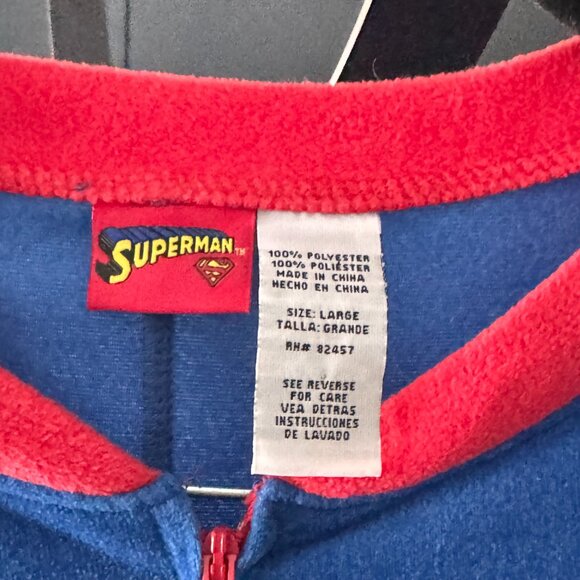 SUPERMAN™
100% POLYESTER
100% POLIÉSTER
MADE IN CHINA
HECHO EN CHINA
SIZE: LARGE
TALLA: GRANDE
RN# 82457
SEE REVERSE
FOR CARE
VEA DETRAS
INSTRUCCIONES
DE LAVADO